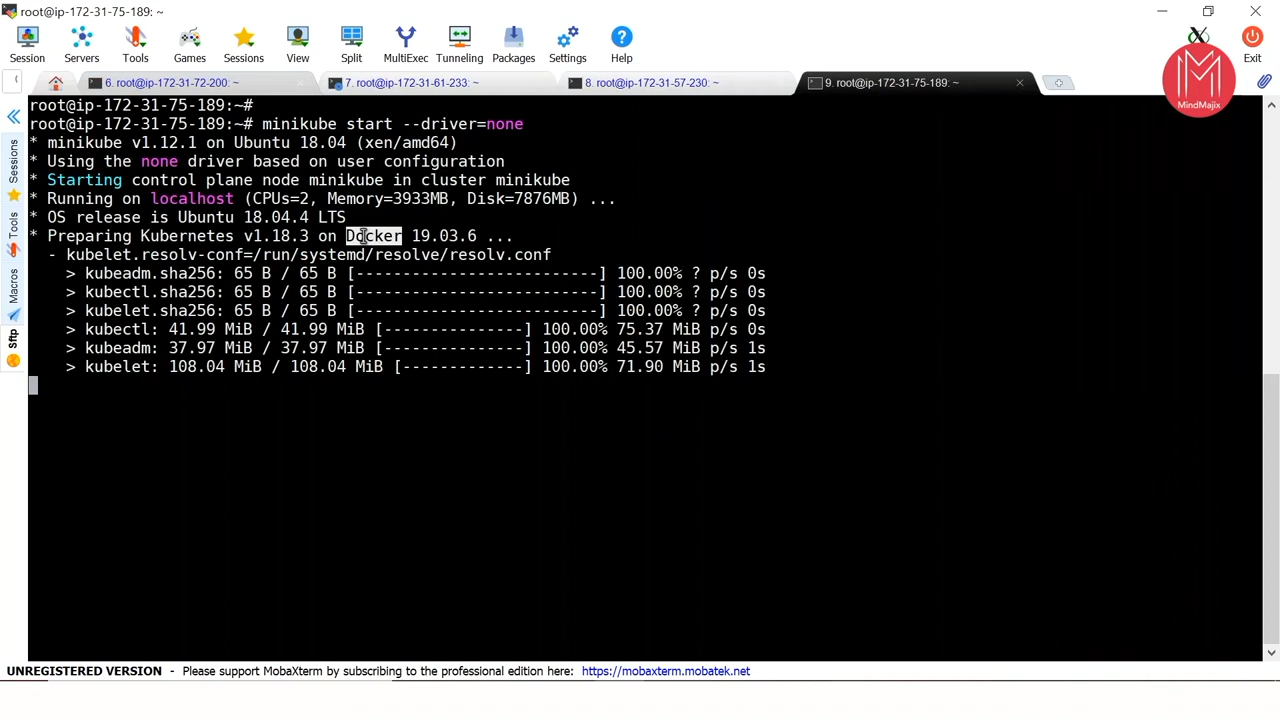 root@ip-172-31-75-189: ~
Session Servers Tools Games Sessions View Split MultiExec Tunneling Packages Settings Help X server Exit
6. root@ip-172-31-72-200: ~
7. root@ip-172-31-61-233: ~
8. root@ip-172-31-57-230: ~
9. root@ip-172-31-75-189: ~
MindMajix
Sessions
Tools
Macros
Sftp
root@ip-172-31-75-189:~#
root@ip-172-31-75-189:~# minikube start --driver=none
* minikube v1.12.1 on Ubuntu 18.04 (xen/amd64)
* Using the none driver based on user configuration
* Starting control plane node minikube in cluster minikube
* Running on localhost (CPUs=2, Memory=3933MB, Disk=7876MB) ...
* OS release is Ubuntu 18.04.4 LTS
* Preparing Kubernetes v1.18.3 on Docker 19.03.6 ...
- kubelet.resolv-conf=/run/systemd/resolve/resolv.conf
> kubeadm.sha256: 65 B / 65 B [--------------------------] 100.00% ? p/s 0s
> kubectl.sha256: 65 B / 65 B [--------------------------] 100.00% ? p/s 0s
> kubelet.sha256: 65 B / 65 B [--------------------------] 100.00% ? p/s 0s
> kubectl: 41.99 MiB / 41.99 MiB [---------------] 100.00% 75.37 MiB p/s 0s
> kubeadm: 37.97 MiB / 37.97 MiB [---------------] 100.00% 45.57 MiB p/s 1s
> kubelet: 108.04 MiB / 108.04 MiB [-------------] 100.00% 71.90 MiB p/s 1s
UNREGISTERED VERSION - Please support MobaXterm by subscribing to the professional edition here: https://mobaxterm.mobatek.net